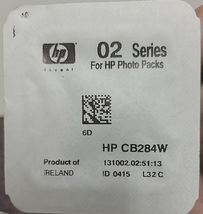 hp
invent
02 Series
For HP Photo Packs
6D
HP CB284W
Product of
IRELAND
131002.02:51:13
ID 0415 L32 C